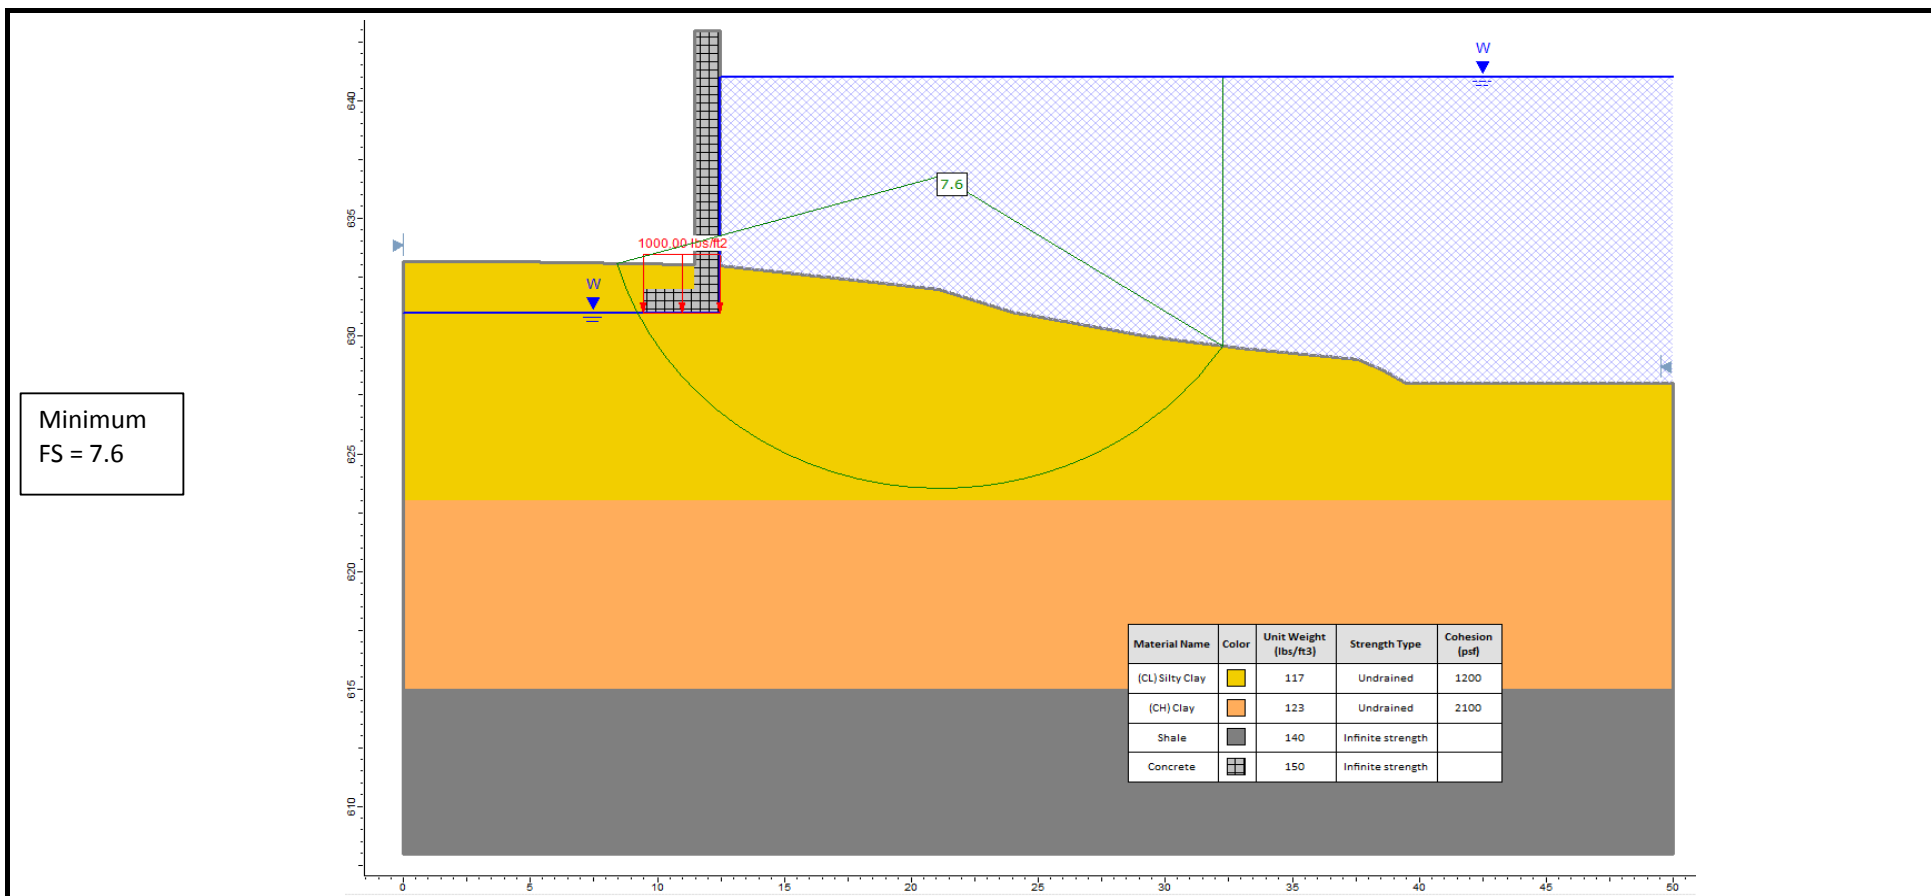 W
640
7.6
635
1000.00 lbs/ft2
W
630
Minimum
FS = 7.6
625
620
Material Name Color Unit Weight (lbs/ft3) Strength Type Cohesion (psf)
(CL) Silty Clay 117 Undrained 1200
(CH) Clay 123 Undrained 2100
Shale 140 Infinite strength
Concrete 150 Infinite strength
615
610
0 5 10 15 20 25 30 35 40 45 50